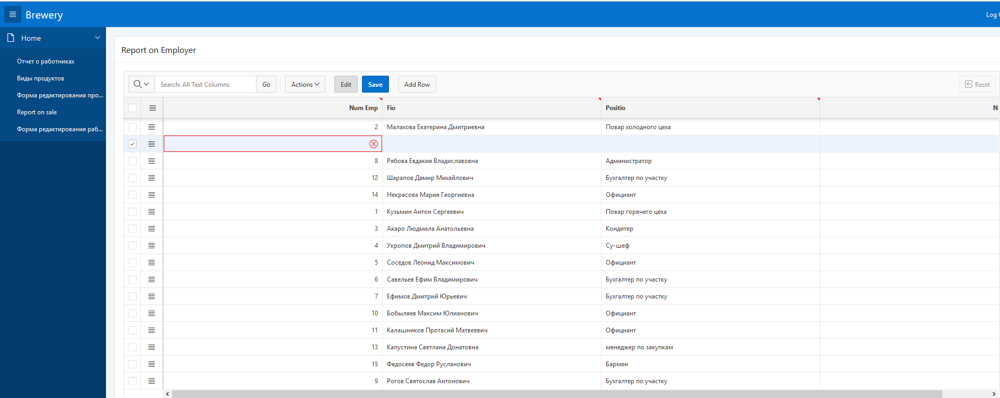 Brewery
Log
Home
Отчет о работниках
Виды продуктов
Форма редактирования про...
Report on sale
Форма редактирования раб...
Report on Employer
Search: All Text Columns Go Actions Edit Save Add Row Reset
Num Emp Fio Positio
2 Малахова Екатерина Дмитриевна Повар холодного цеха
8 Рябова Евдакия Владиславовна Администратор
12 Шарапов Дамир Михайлович Бухгалтер по участку
14 Некрасова Мария Георгиевна Официант
1 Кузьмин Антон Сергеевич Повар горячего цеха
3 Акаро Людмила Анатольевна Кондитер
4 Укропов Дмитрий Владимирович Су-шеф
5 Соседов Леонид Максимович Официант
6 Савельев Ефим Владимирович Бухгалтер по участку
7 Ефимов Дмитрий Юрьевич Бухгалтер по участку
10 Бобыляев Максим Юлианович Официант
11 Калашников Протасий Матвеевич Официант
13 Капустина Светлана Донатовна менеджер по закупкам
15 Федосеев Федор Русланович Бармен
9 Рогов Святослав Антонович Бухгалтер по участку